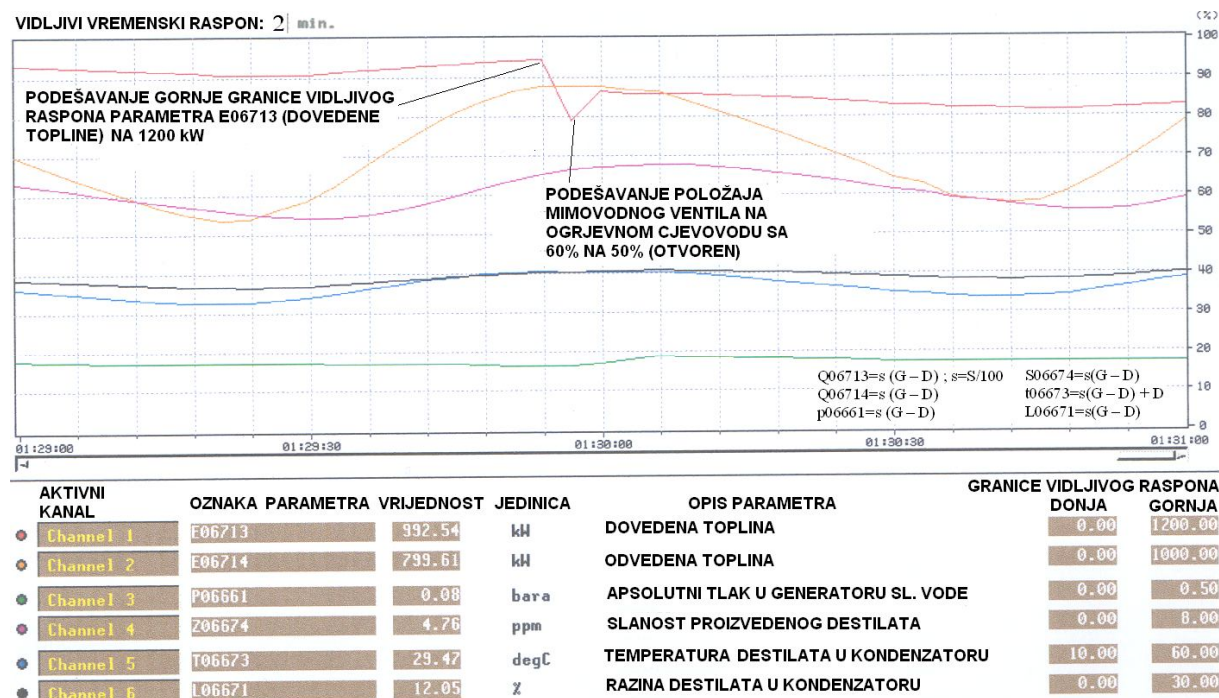 VIDLJIVI VREMENSKI RASPON: 2 min.
(%)
100
90
80
70
60
50
40
30
20
10
0
PODEŠAVANJE GORNJE GRANICE VIDLJIVOG
RASPONA PARAMETRA E06713 (DOVEDENE
TOPLINE) NA 1200 kW
PODEŠAVANJE POLOŽAJA
MIMOVODNOG VENTILA NA
OGRJEVNOM CJEVOVODU SA
60% NA 50% (OTVOREN)
Q06713=s (G – D) ; s=S/100 S06674=s(G – D)
Q06714=s (G – D) t06673=s(G – D) + D
p06661=s (G – D) L06671=s(G – D)
01:29:00 01:29:30 01:30:00 01:30:30 01:31:00
AKTIVNI KANAL OZNAKA PARAMETRA VRIJEDNOST JEDINICA OPIS PARAMETRA GRANICE VIDLJIVOG RASPONA DONJA GORNJA
Channel 1 E06713 992.54 kW DOVEDENA TOPLINA 0.00 1200.00
Channel 2 E06714 799.61 kW ODVEDENA TOPLINA 0.00 1000.00
Channel 3 P06661 0.08 bara APSOLUTNI TLAK U GENERATORU SL. VODE 0.00 0.50
Channel 4 Z06674 4.76 ppm SLANOST PROIZVEDENOG DESTILATA 0.00 8.00
Channel 5 T06673 29.47 degC TEMPERATURA DESTILATA U KONDENZATORU 10.00 60.00
Channel 6 L06671 12.05 % RAZINA DESTILATA U KONDENZATORU 0.00 30.00